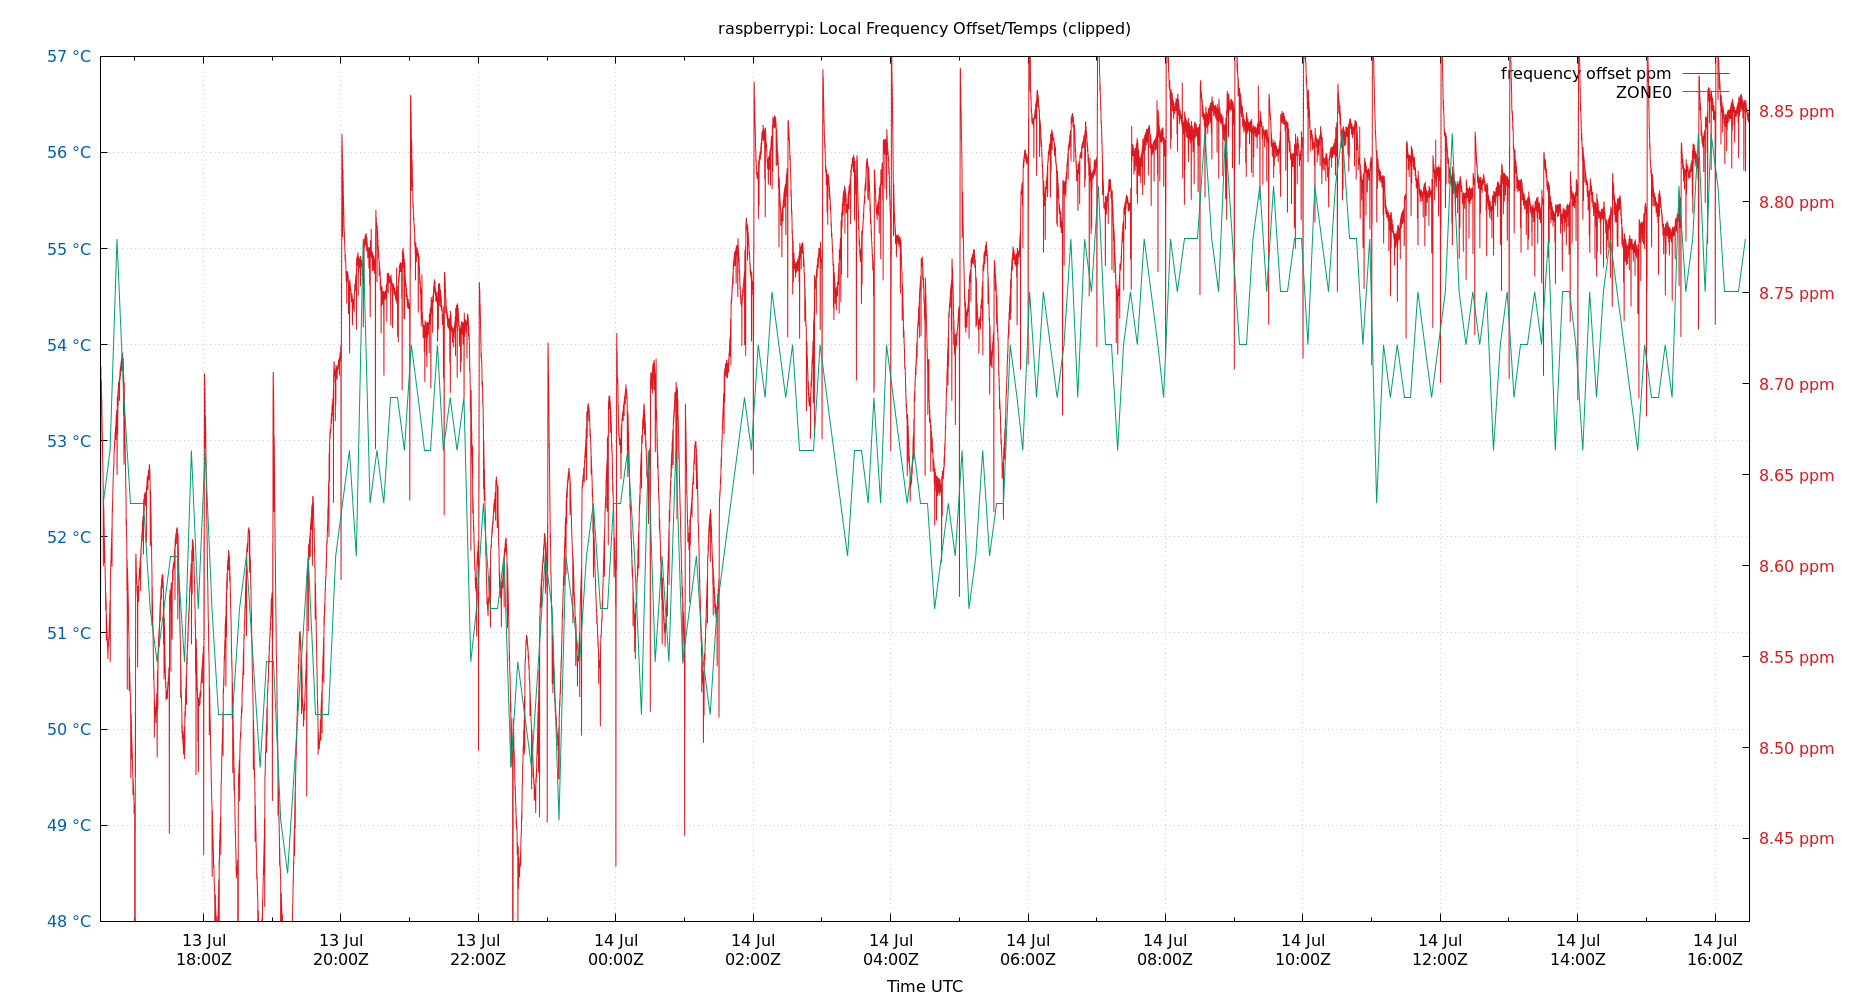 raspberrypi: Local Frequency Offset/Temps (clipped)
57 °C
56 °C
55 °C
54 °C
53 °C
52 °C
51 °C
50 °C
49 °C
48 °C
frequency offset ppm
ZONE0
8.85 ppm
8.80 ppm
8.75 ppm
8.70 ppm
8.65 ppm
8.60 ppm
8.55 ppm
8.50 ppm
8.45 ppm
13 Jul
18:00Z
13 Jul
20:00Z
13 Jul
22:00Z
14 Jul
00:00Z
14 Jul
02:00Z
14 Jul
04:00Z
14 Jul
06:00Z
14 Jul
08:00Z
14 Jul
10:00Z
14 Jul
12:00Z
14 Jul
14:00Z
14 Jul
16:00Z
Time UTC